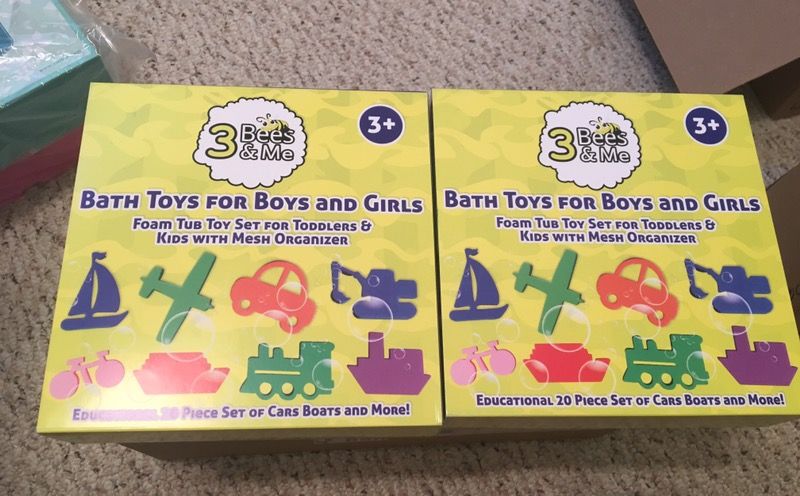 3 Bees
& Me
3+
Bath Toys for Boys and Girls
Foam Tub Toy Set for Toddlers &
Kids with Mesh Organizer
Educational 20 Piece Set of Cars Boats and More!
3 Bees
& Me
3+
Bath Toys for Boys and Girls
Foam Tub Toy Set for Toddlers &
Kids with Mesh Organizer
Educational 20 Piece Set of Cars Boats and More!